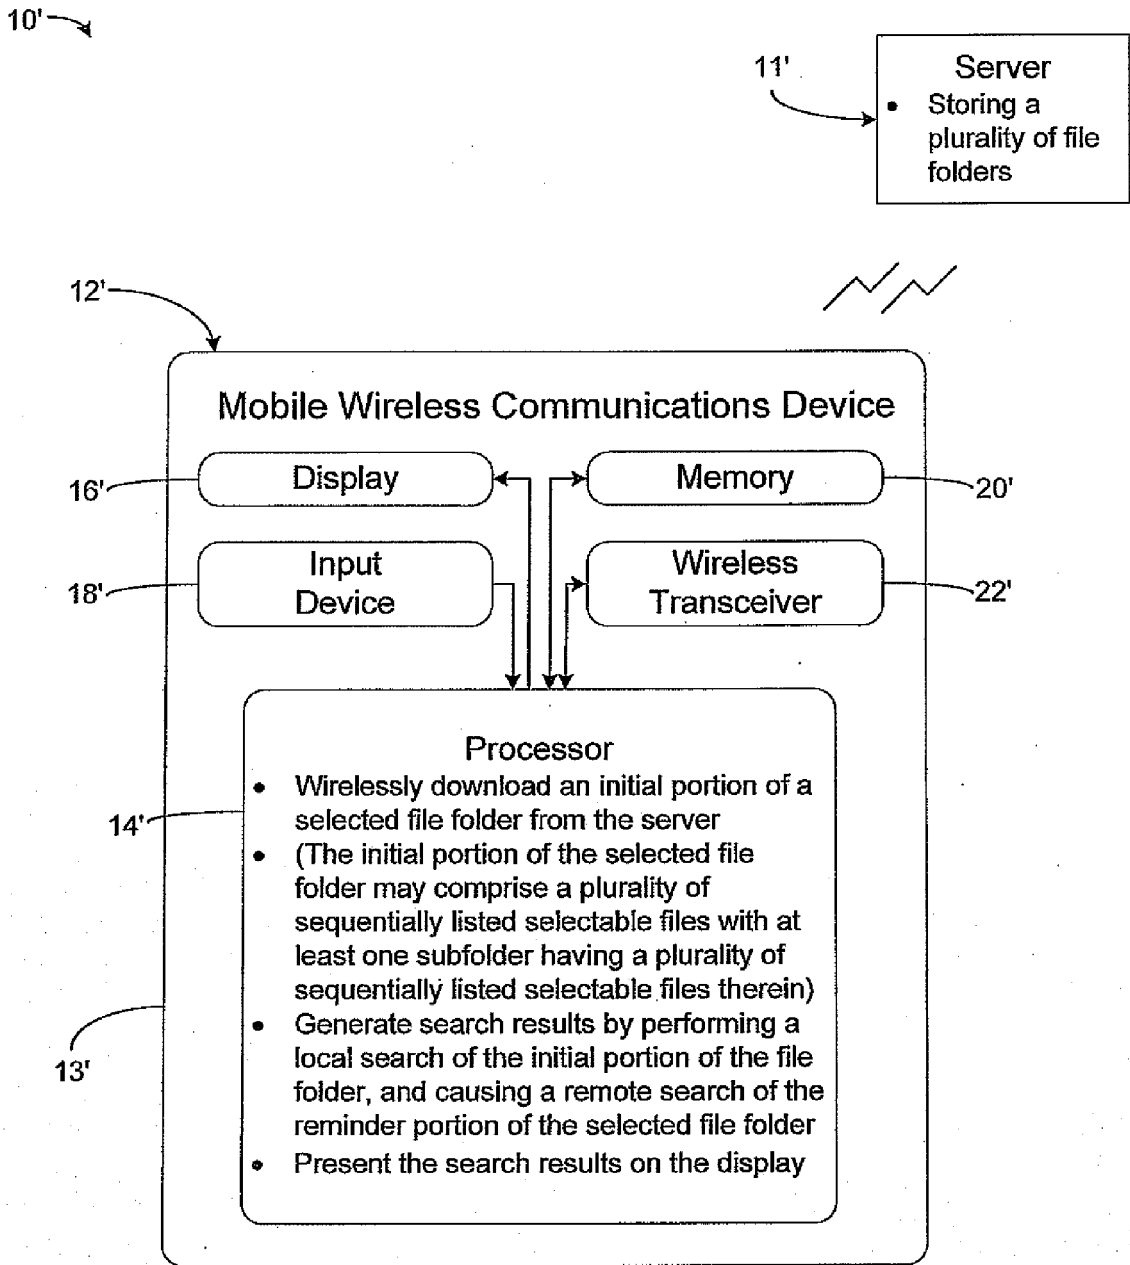 10'
11'
Server
• Storing a
plurality of file
folders
12'
Mobile Wireless Communications Device
Display
Memory
16'
20'
Input
Device
Wireless
Transceiver
18'
22'
Processor
• Wirelessly download an initial portion of a
selected file folder from the server
14'
• (The initial portion of the selected file
folder may comprise a plurality of
sequentially listed selectable files with at
least one subfolder having a plurality of
sequentially listed selectable files therein)
• Generate search results by performing a
local search of the initial portion of the file
folder, and causing a remote search of the
reminder portion of the selected file folder
13'
• Present the search results on the display